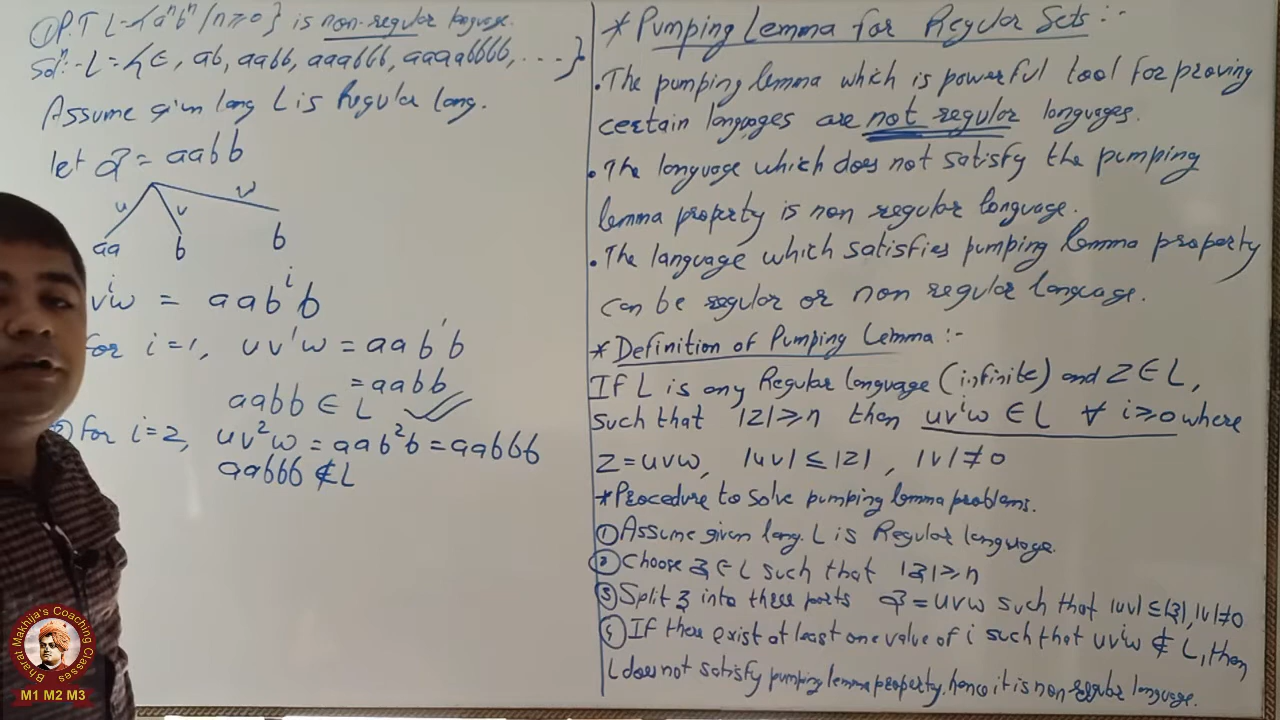 ① P.T L = {aⁿbⁿ / n≥0} is non-regular language.
Solⁿ:- L = {ϵ, ab, aabb, aaabbb, aaaabbbb, ...}.
Assume given lang L is Regular lang.
let z = aabb
u v w
aa b b
vⁱw = aabⁱb
for i=1, uv¹w = aab¹b
= aabb
aabb ∈ L
for i=2, uv²w = aab²b = aabbb
aabbb ∉ L
* Pumping Lemma for Regular Sets:-
. The pumping lemma which is powerful tool for proving
certain languages are not regular languages.
. The language which does not satisfy the pumping
lemma property is non regular language.
. The language which satisfies pumping lemma property
can be regular or non regular language.
* Definition of Pumping Lemma :-
If L is any Regular language (infinite) and Z ∈ L,
such that |z| ≥ n then uvⁱw ∈ L ∀ i≥0 where
z = uvw, |uv| ≤ |z|, |v| ≠ 0
* Procedure to solve pumping lemma problems.
① Assume given lang. L is Regular language.
② Choose z ∈ L such that |z| ≥ n
③ Split z into three parts z = uvw such that |uv| ≤ |z|, |v| ≠ 0
④ If there exist at least one value of i such that uvⁱw ∉ L, then
L does not satisfy pumping lemma property, hence it is non-regular language.
Bharat Makhija's Coaching Classes
M1 M2 M3